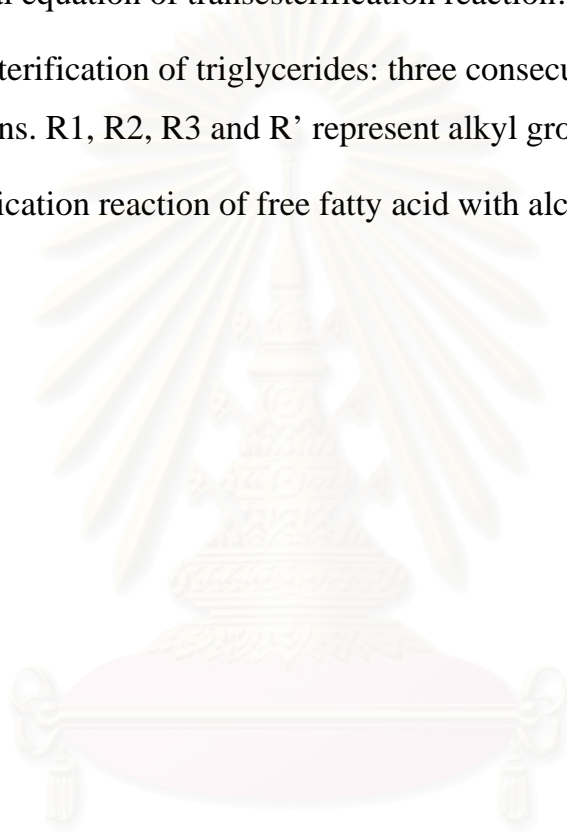 equation of transesterification reaction.
terification of triglycerides: three consecu
ns. R1, R2, R3 and R’ represent alkyl gro
ication reaction of free fatty acid with alc